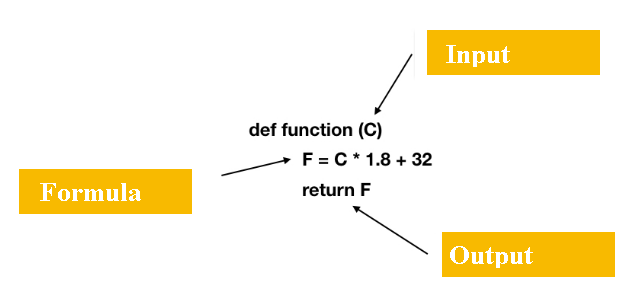 Input
def function (C)
F = C * 1.8 + 32
Formula
return F
Output